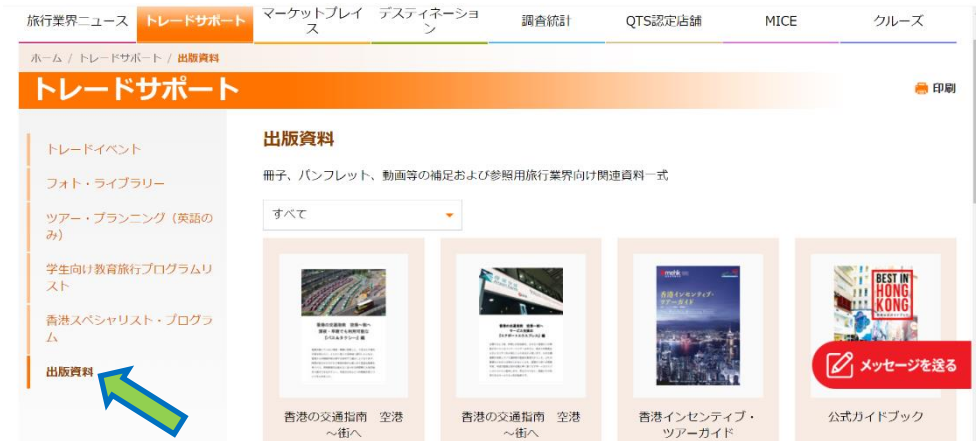 旅行業界ニュース
トレードサポート
マーケットプレイ
ス
デスティネーショ
ン
調査統計
QTS認定店舗
MICE
クルーズ
ホーム / トレードサポート / 出版資料
トレードサポート
印刷
トレードイベント
フォト・ライブラリー
ツアー・プランニング（英語の
み）
学生向け教育旅行プログラムリ
スト
香港スペシャリスト・プログラ
ム
出版資料
出版資料
冊子、パンフレット、動画等の補足および参照用旅行業界向け関連資料一式
すべて
香港の交通指南 空港
～街へ
香港の交通指南 空港
～街へ
香港インセンティブ・
ツアーガイド
香港インセンティブ・
ツアーガイド
BEST IN
HONG
KONG
公式ガイドブック
メッセージを送る